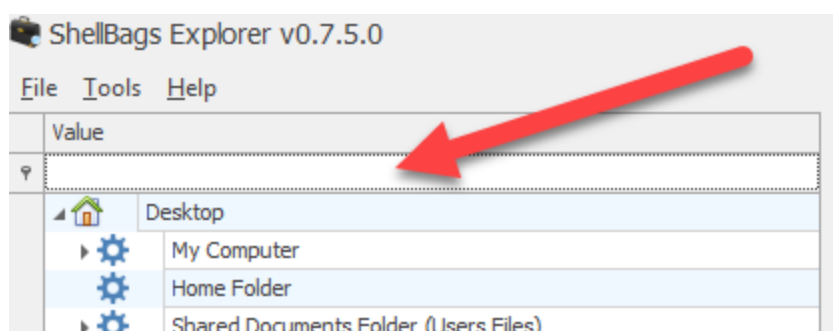 ShellBags Explorer v0.7.5.0
File Tools Help
Value
Desktop
My Computer
Home Folder
Shared Documents Folder (Users Files)